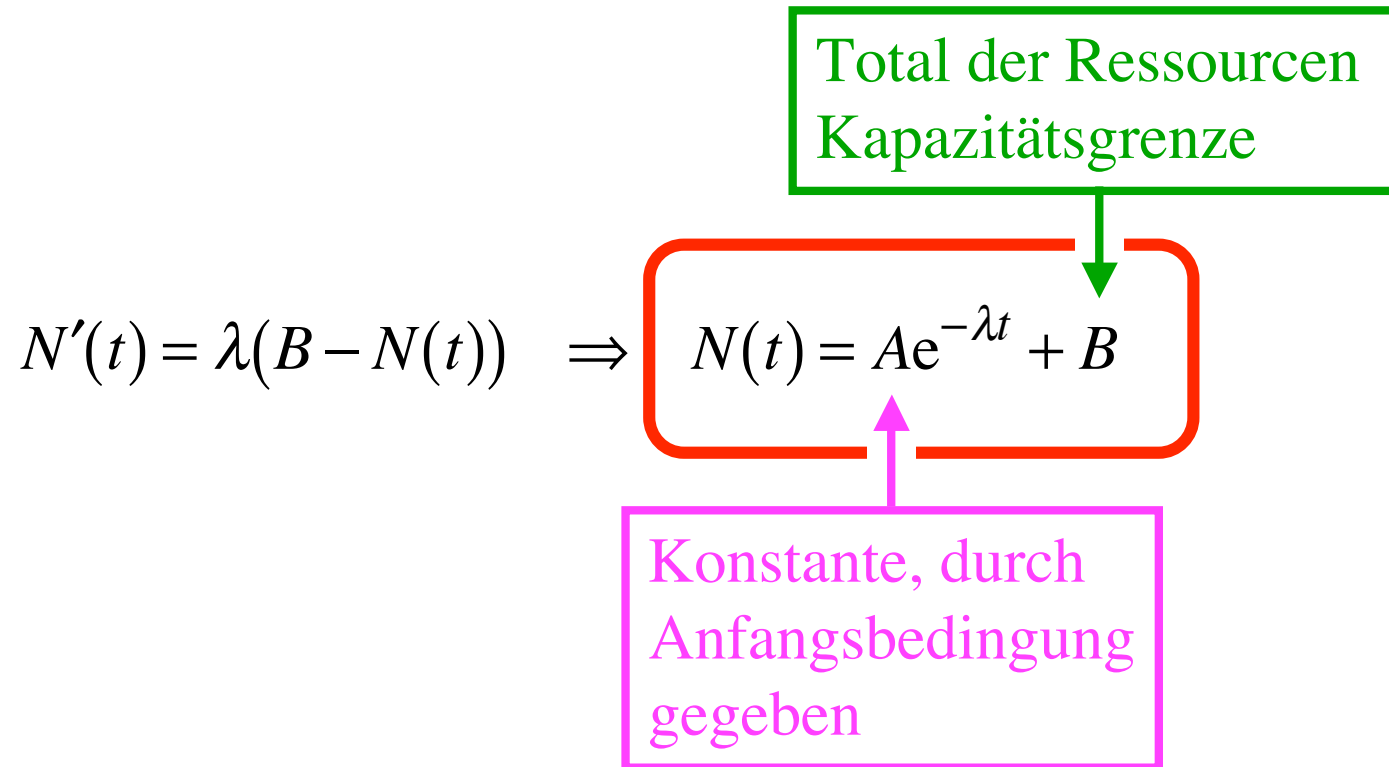 Total der Ressourcen
Kapazitätsgrenze
N′(t) = λ(B – N(t)) ⇒ N(t) = Ae^{−λt} + B
Konstante, durch
Anfangsbedingung
gegeben